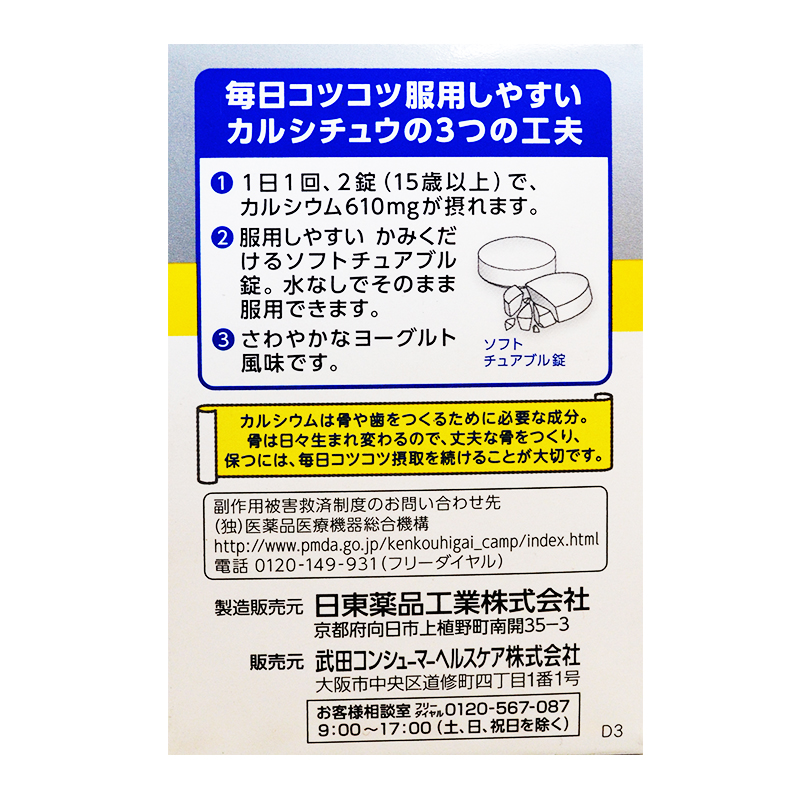 毎日コツコツ服用しやすい
カルシチュウの3つの工夫
1 1日1回、2錠(15歳以上)で、
カルシウム610mgが摂れます。
2 服用しやすい かみくだ
けるソフトチュアブル
錠。水なしでそのまま
服用できます。
3 さわやかなヨーグルト
風味です。
ソフト
チュアブル錠
カルシウムは骨や歯をつくるために必要な成分。
骨は日々生まれ変わるので、丈夫な骨をつくり、
保つには、毎日コツコツ摂取を続けることが大切です。
副作用被害救済制度のお問い合わせ先
(独)医薬品医療機器総合機構
http://www.pmda.go.jp/kenkouhigai_camp/index.html
電話 0120-149-931(フリーダイヤル)
製造販売元 日東薬品工業株式会社
京都府向日市上植野町南開35-3
販売元 武田コンシューマーヘルスケア株式会社
大阪市中央区道修町四丁目1番1号
お客様相談室 フリーダイヤル 0120-567-087
9:00〜17:00(土、日、祝日を除く)
D3